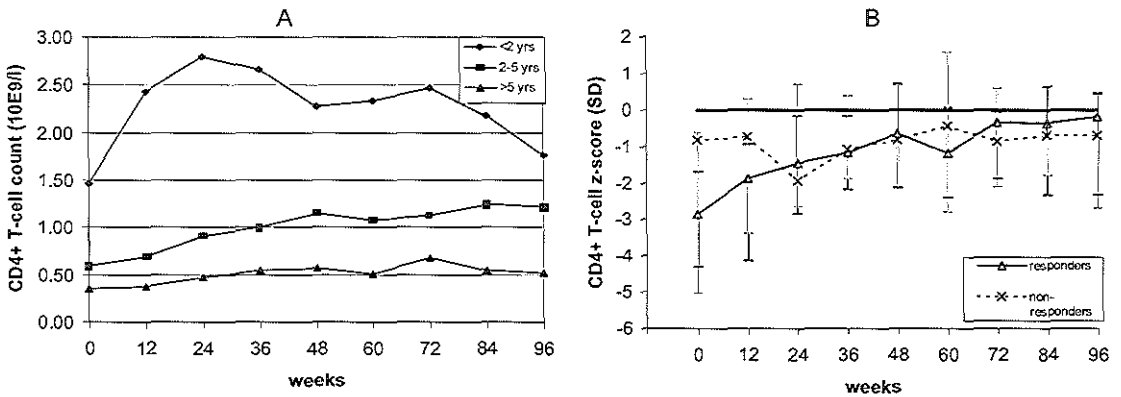 A
CD4+ T-cell count (10E9/l)
3.00
2.50
2.00
1.50
1.00
0.50
0.00
<2 yrs
2-5 yrs
>5 yrs
0 12 24 36 48 60 72 84 96
weeks
B
CD4+ T-cell z-score (SD)
2
1
0
-1
-2
-3
-4
-5
-6
responders
non-
responders
0 12 24 36 48 60 72 84 96
weeks